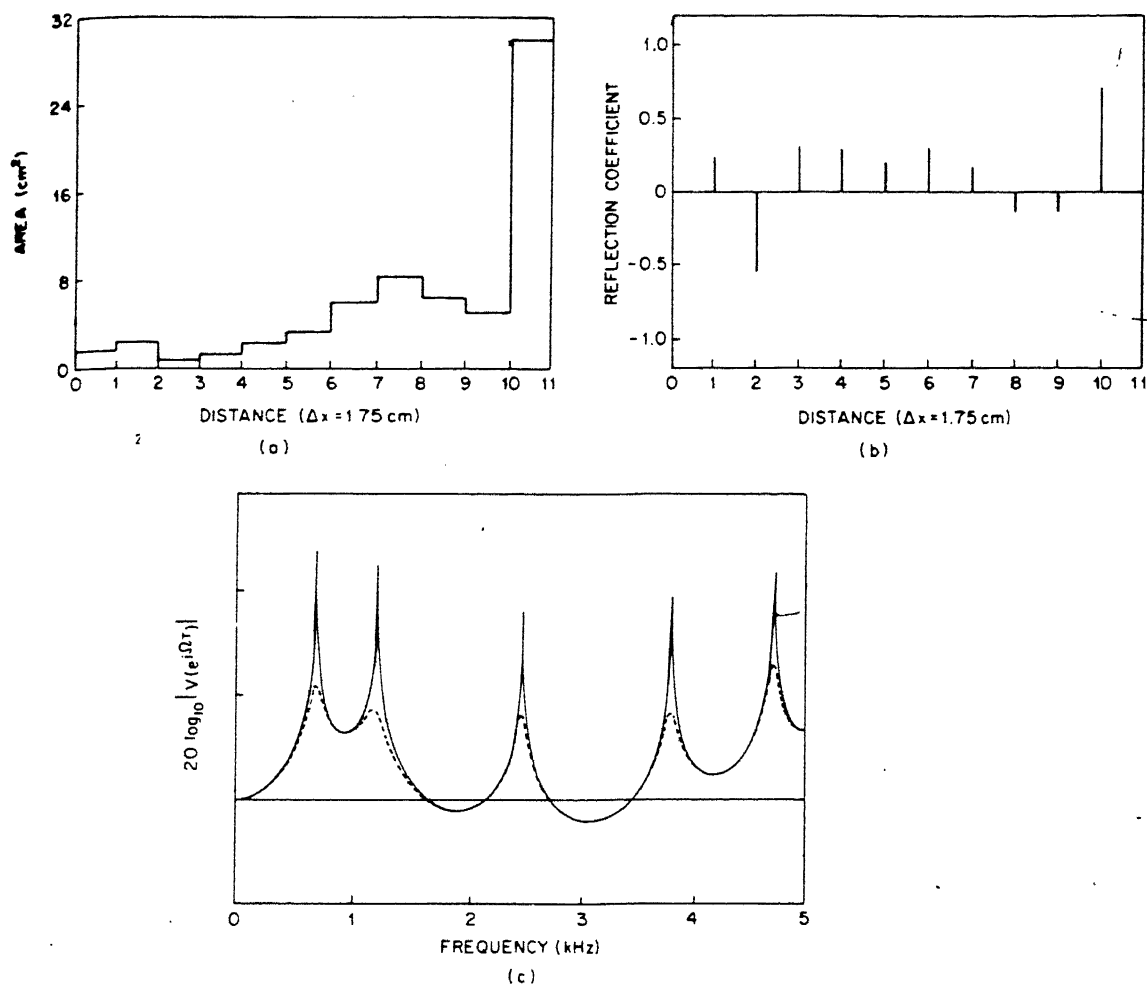 32
24
16
8
0
AREA (cm²)
0 1 2 3 4 5 6 7 8 9 10 11
DISTANCE (Δx = 1.75 cm)
(a)
1.0
0.5
0
-0.5
-1.0
REFLECTION COEFFICIENT
0 1 2 3 4 5 6 7 8 9 10 11
DISTANCE (Δx = 1.75 cm)
(b)
20 log₁₀ |V(e^{iΩτ})|
0 1 2 3 4 5
FREQUENCY (kHz)
(c)